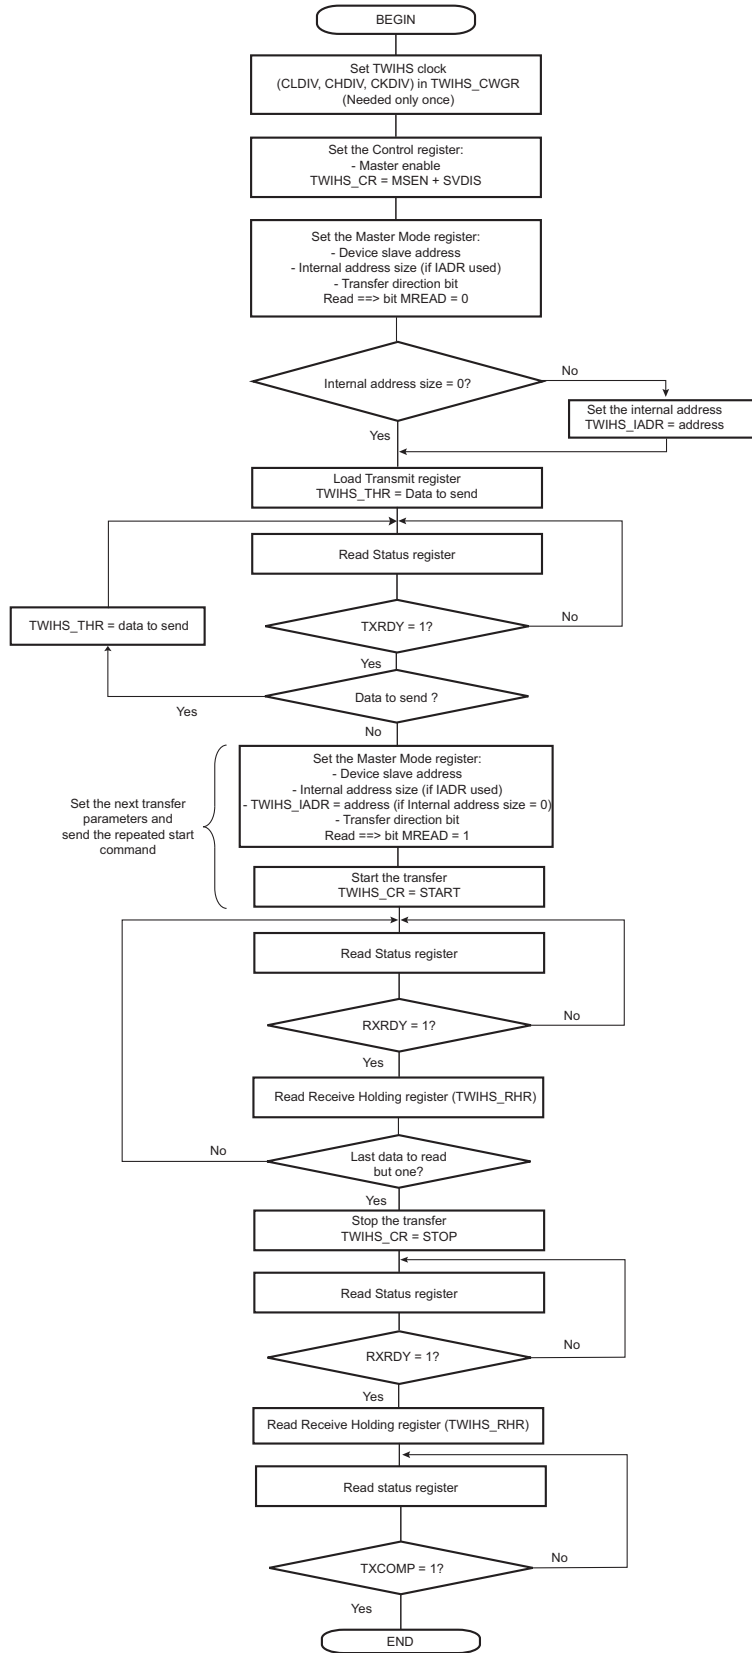 BEGIN
Set TWIHS clock
(CLDIV, CHDIV, CKDIV) in TWIHS_CWGR
(Needed only once)
Set the Control register:
- Master enable
TWIHS_CR = MSEN + SVDIS
Set the Master Mode register:
- Device slave address
- Internal address size (if IADR used)
- Transfer direction bit
Read ==> bit MREAD = 0
Internal address size = 0?
No
Set the internal address
TWIHS_IADR = address
Yes
Load Transmit register
TWIHS_THR = Data to send
Read Status register
TWIHS_THR = data to send
TXRDY = 1?
No
Yes
Data to send ?
Yes
No
Set the Master Mode register:
- Device slave address
- Internal address size (if IADR used)
- TWIHS_IADR = address (if Internal address size = 0)
- Transfer direction bit
Read ==> bit MREAD = 1
Set the next transfer
parameters and
send the repeated start
command
Start the transfer
TWIHS_CR = START
Read Status register
RXRDY = 1?
No
Yes
Read Receive Holding register (TWIHS_RHR)
No
Last data to read
but one?
Yes
Stop the transfer
TWIHS_CR = STOP
Read Status register
RXRDY = 1?
No
Yes
Read Receive Holding register (TWIHS_RHR)
Read status register
TXCOMP = 1?
No
Yes
END